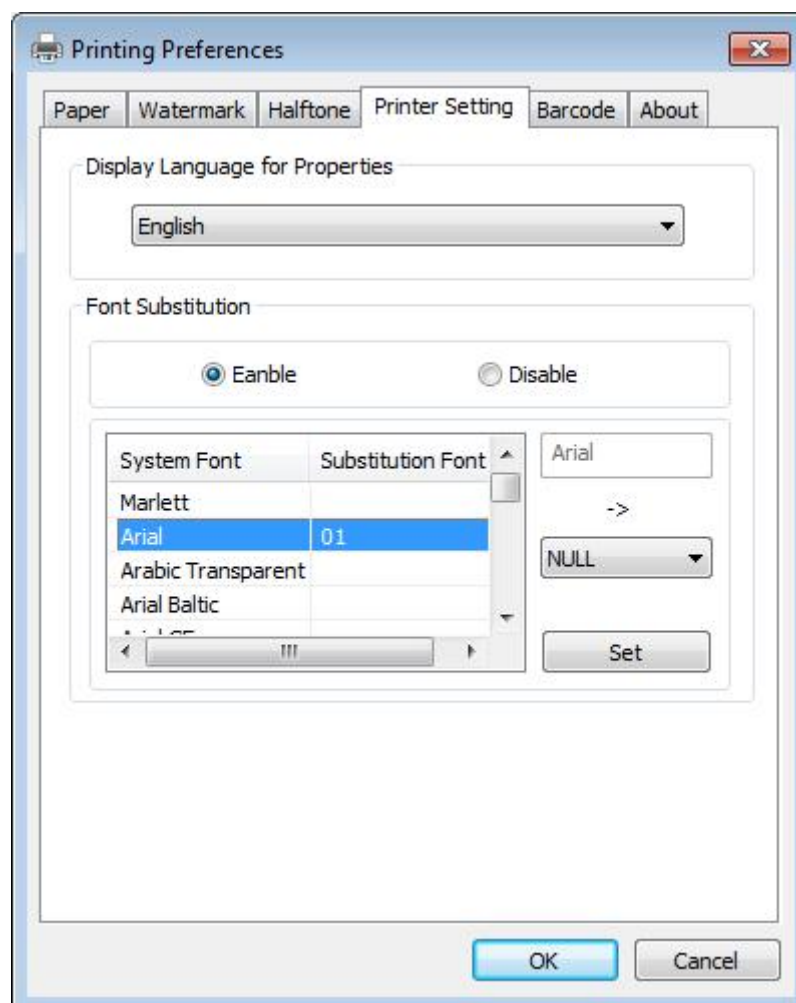 Printing Preferences
Paper Watermark Halftone Printer Setting Barcode About
Display Language for Properties
English
Font Substitution
Eanble Disable
System Font Substitution Font
Marlett
Arial 01
Arabic Transparent
Arial Baltic
Arial
->
NULL
Set
OK Cancel